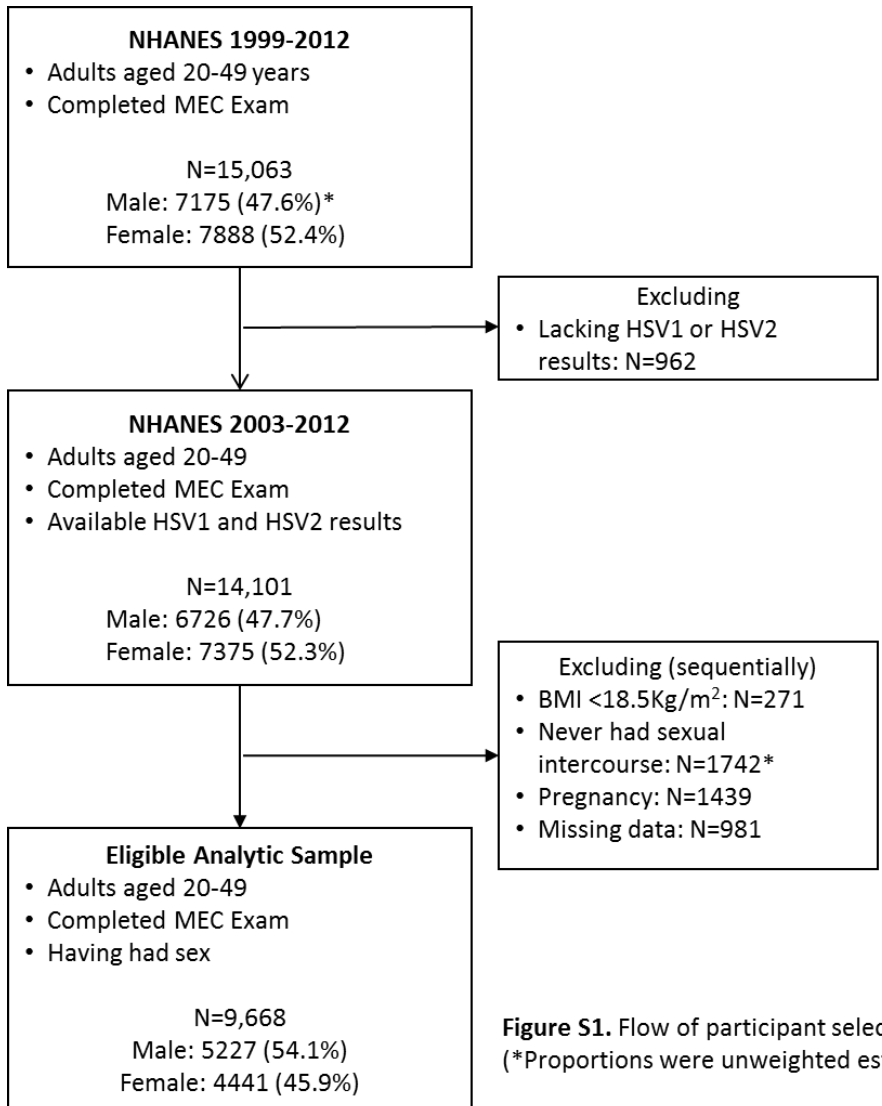 NHANES 1999-2012
• Adults aged 20-49 years
• Completed MEC Exam
N=15,063
Male: 7175 (47.6%)*
Female: 7888 (52.4%)
Excluding
• Lacking HSV1 or HSV2
results: N=962
NHANES 2003-2012
• Adults aged 20-49
• Completed MEC Exam
• Available HSV1 and HSV2 results
N=14,101
Male: 6726 (47.7%)
Female: 7375 (52.3%)
Excluding (sequentially)
• BMI <18.5Kg/m²: N=271
• Never had sexual
intercourse: N=1742*
• Pregnancy: N=1439
• Missing data: N=981
Eligible Analytic Sample
• Adults aged 20-49
• Completed MEC Exam
• Having had sex
N=9,668
Male: 5227 (54.1%)
Female: 4441 (45.9%)
Figure S1. Flow of participant
(*Proportions were unweighted